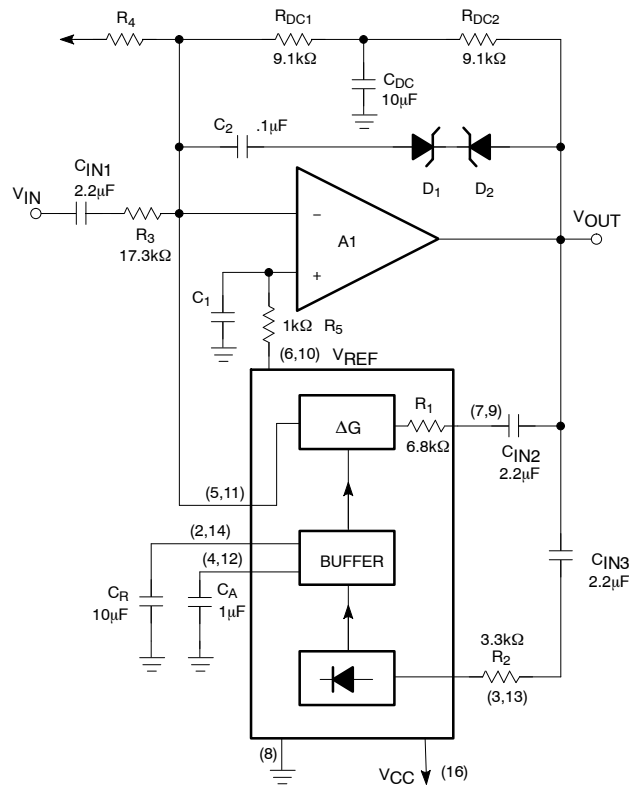 R4
RDC1
RDC2
9.1kΩ
9.1kΩ
CDC
10µF
C2
.1µF
CIN1
2.2µF
D1
D2
VIN
VOUT
R3
17.3kΩ
–
A1
+
C1
1kΩ R5
(6,10)
VREF
ΔG
R1
6.8kΩ
(7,9)
CIN2
2.2µF
(5,11)
(2,14)
(4,12)
BUFFER
CIN3
2.2µF
CR
10µF
CA
1µF
3.3kΩ
R2
(3,13)
(8)
VCC
(16)